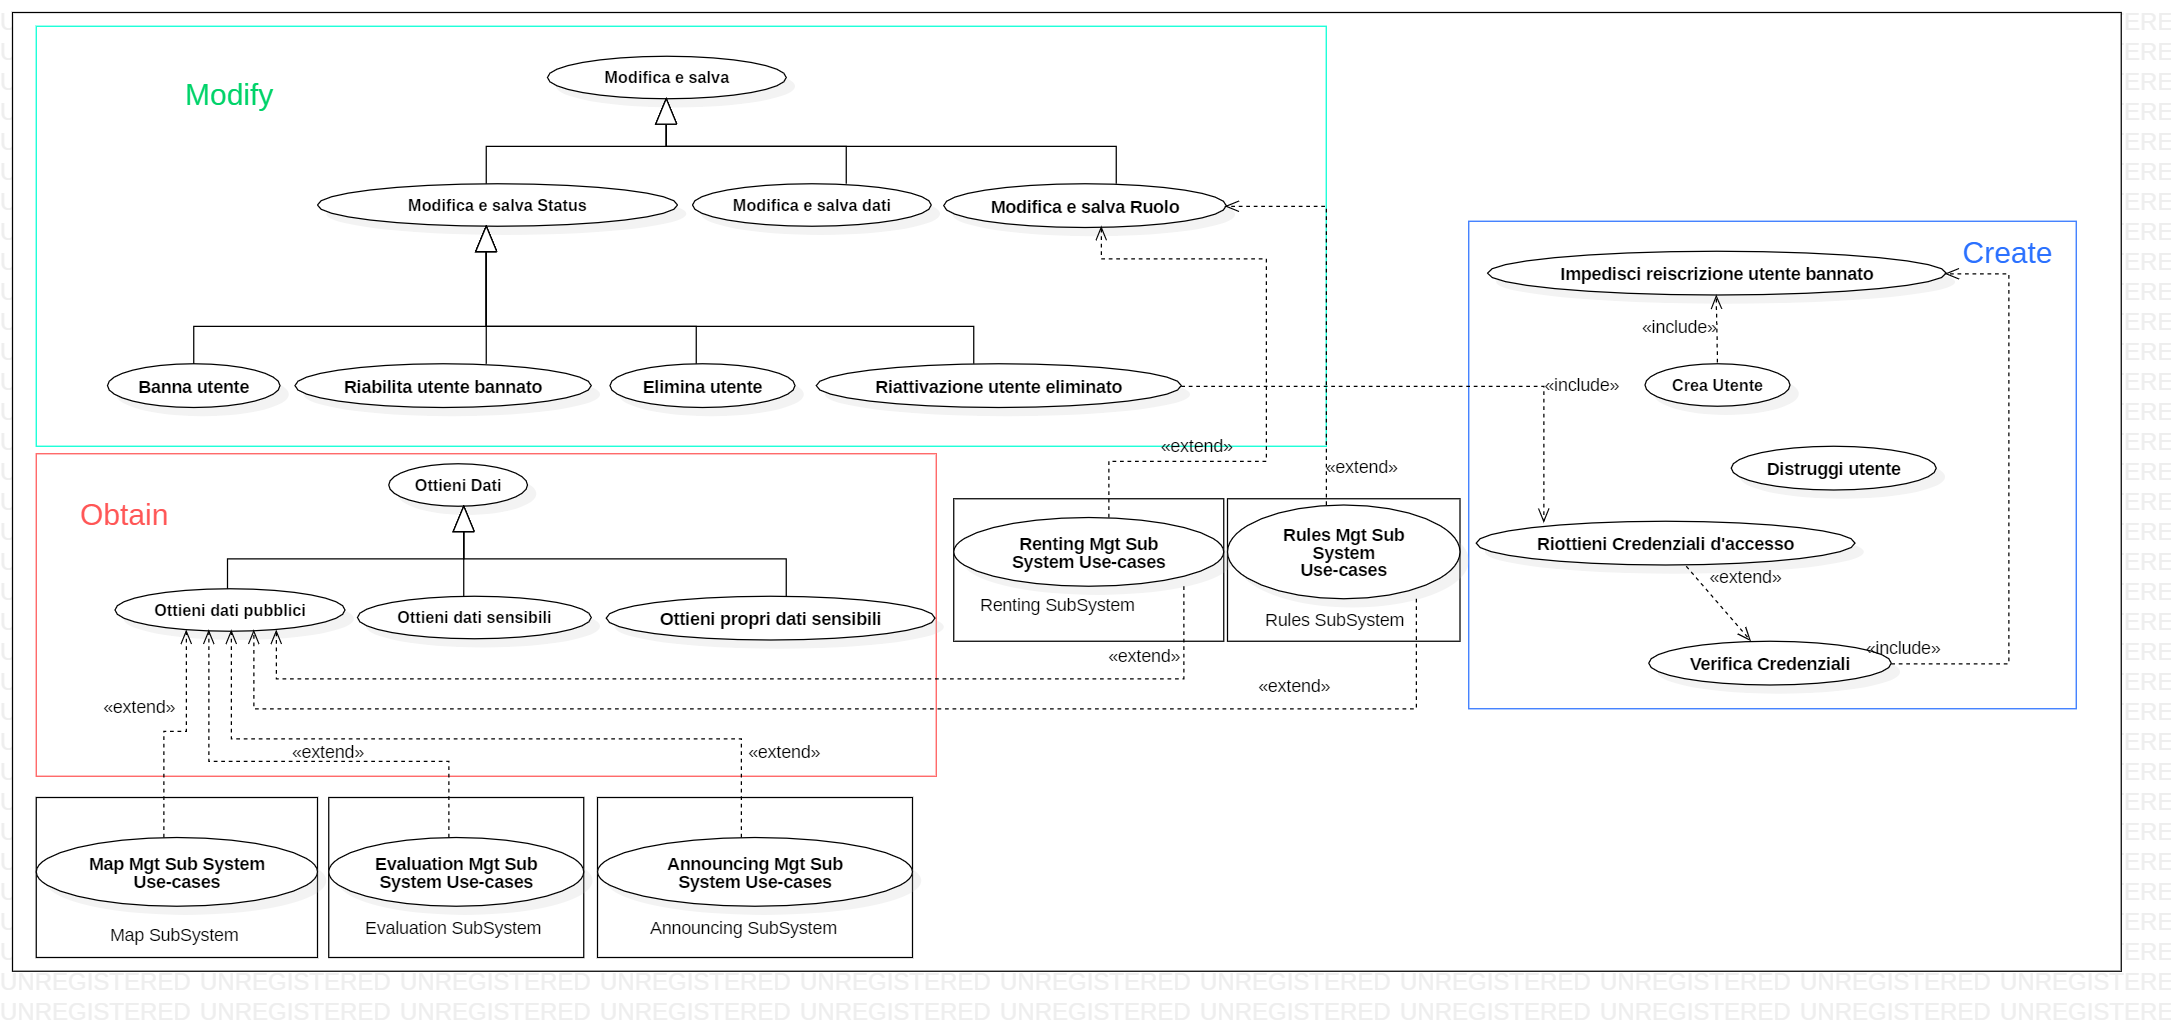 Modify
Modifica e salva
Modifica e salva Status
Modifica e salva dati
Modifica e salva Ruolo
Banna utente
Riabilita utente bannato
Elimina utente
Riattivazione utente eliminato
«include»
«extend»
«extend»
Create
Impedisci reiscrizione utente bannato
«include»
Crea Utente
Distruggi utente
Riottieni Credenziali d'accesso
«extend»
Verifica Credenziali
«include»
Obtain
Ottieni Dati
Ottieni dati pubblici
Ottieni dati sensibili
Ottieni propri dati sensibili
Renting Mgt Sub
System Use-cases
Renting SubSystem
Rules Mgt Sub
System
Use-cases
Rules SubSystem
«extend»
«extend»
«extend»
«extend»
«extend»
Map Mgt Sub System
Use-cases
Map SubSystem
Evaluation Mgt Sub
System Use-cases
Evaluation SubSystem
Announcing Mgt Sub
System Use-cases
Announcing SubSystem
UNREGISTERED UNREGISTERED UNREGISTERED UNREGISTERED UNREGISTERED UNREGISTERED UNREGISTERED UNREGISTERED UNREGISTERED UNREGISTERED UNREGISTERE
UNREGISTERED UNREGISTERED UNREGISTERED UNREGISTERED UNREGISTERED UNREGISTERED UNREGISTERED UNREGISTERED UNREGISTERED UNREGISTERED UNREGISTERE